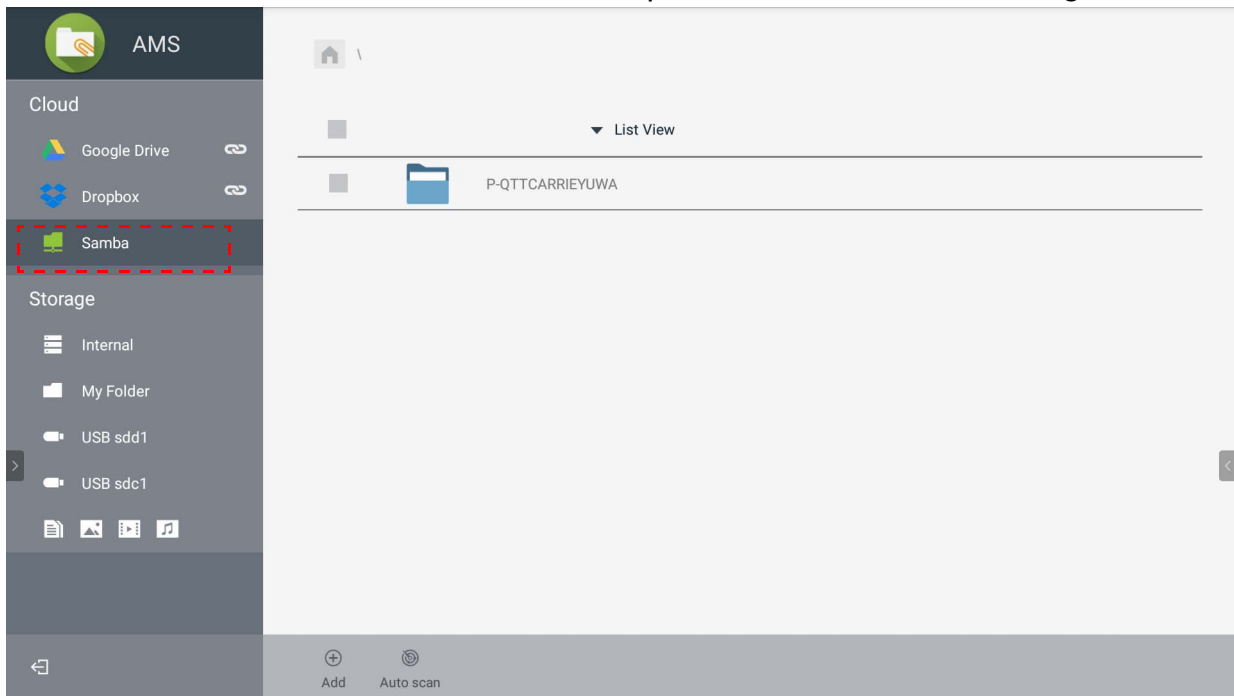 AMS
Cloud
Google Drive
Dropbox
Samba
Storage
Internal
My Folder
USB sdd1
USB sdc1
\
List View
P-QTTCARRIEYUWA
Add Auto scan